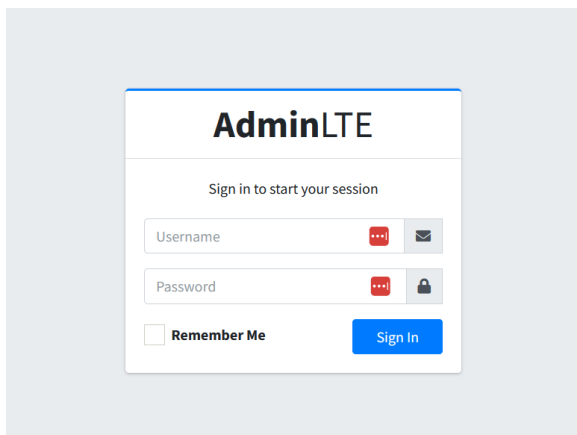 AdminLTE
Sign in to start your session
Username
Password
Remember Me
Sign In